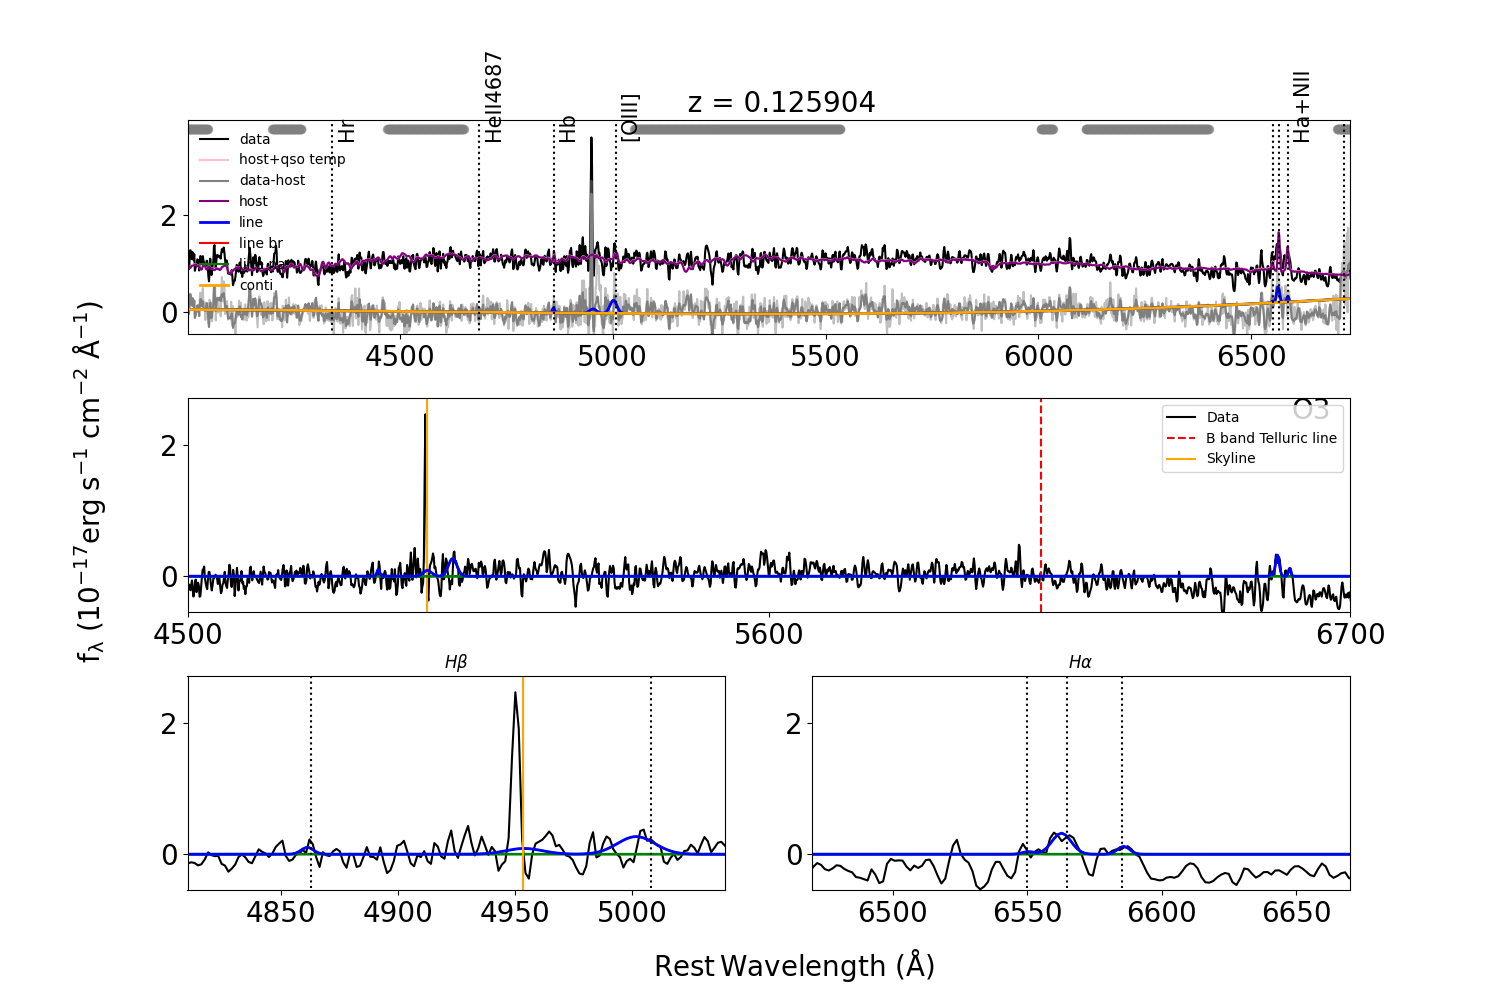 z = 0.125904
Hr
HeII4687
Hb
[OIII]
Ha+NII
data
host+qso temp
data-host
host
line
line br
conti
2
0
4500 5000 5500 6000 6500
O3
Data
B band Telluric line
Skyline
2
0
4500 5600 6700
fλ (10⁻¹⁷erg s⁻¹ cm⁻² Å⁻¹)
Hβ
2
0
4850 4900 4950 5000
Hα
2
0
6500 6550 6600 6650
Rest Wavelength (Å)